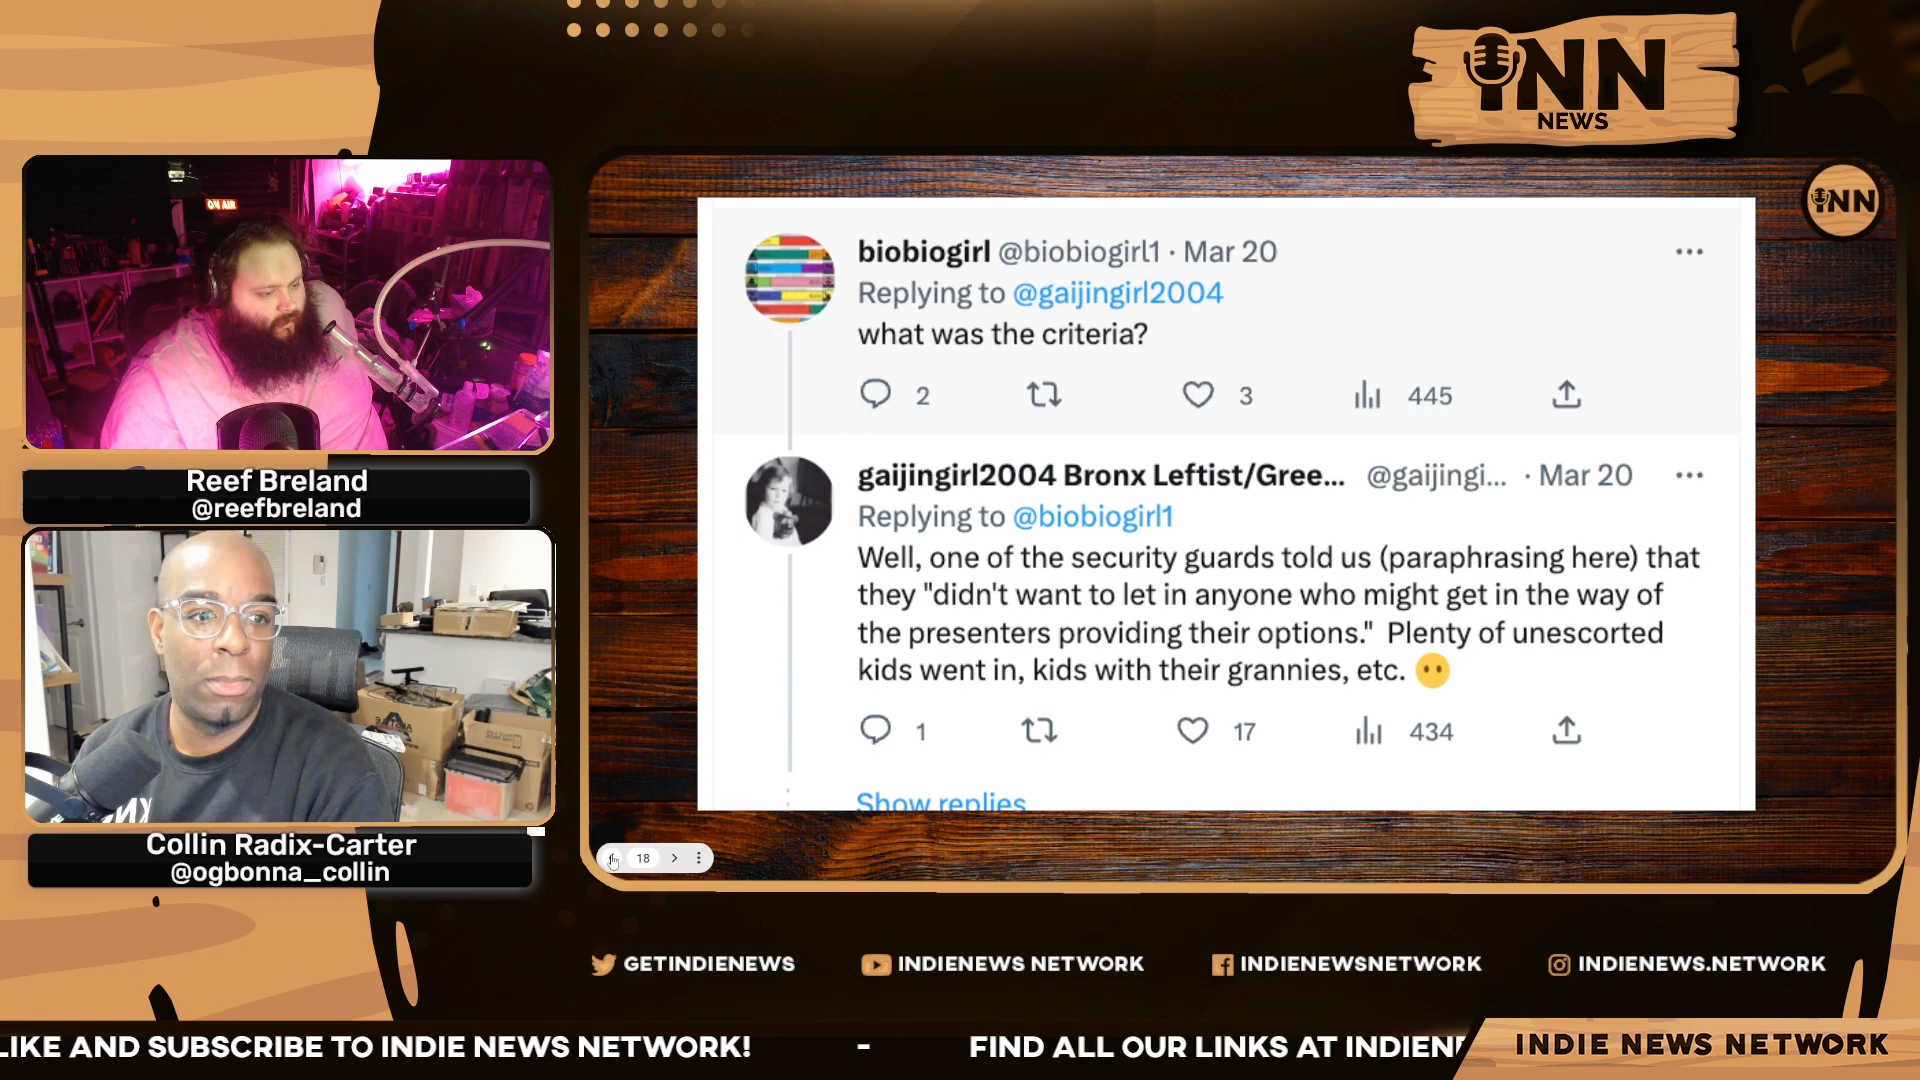 INN
NEWS
INN
ON AIR
biobiogirl @biobiogirl1 · Mar 20
Replying to @gaijingirl2004
what was the criteria?
2
3
445
gaijingirl2004 Bronx Leftist/Gree... @gaijingi... · Mar 20
Replying to @biobiogirl1
Well, one of the security guards told us (paraphrasing here) that
they "didn't want to let in anyone who might get in the way of
the presenters providing their options." Plenty of unescorted
kids went in, kids with their grannies, etc. 😶
1
17
434
Show replies
Reef Breland
@reefbreland
Collin Radix-Carter
@ogbonna_collin
18
GETINDIENEWS
INDIENEWS NETWORK
INDIENEWSNETWORK
INDIENEWS.NETWORK
LIKE AND SUBSCRIBE TO INDIE NEWS NETWORK! - FIND ALL OUR LINKS AT INDIEN
INDIE NEWS NETWORK